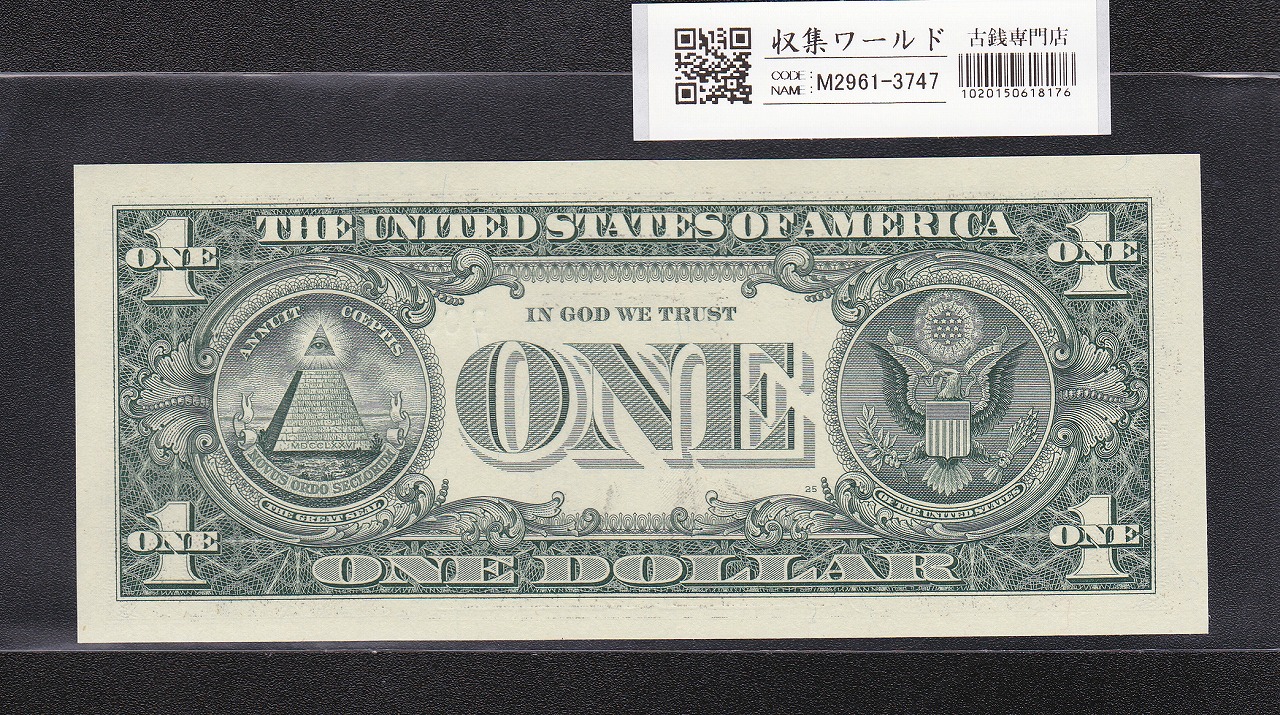 収集ワールド 古銭専門店
CODE:
NAME: M2961-3747
1020150618176
THE UNITED STATES OF AMERICA
1 ONE
1 ONE
ANNUIT CŒPTIS
IN GOD WE TRUST
ONE
MDCCLXXVI
NOVUS ORDO SECLORUM
THE GREAT SEAL
25
OF THE UNITED STATES
1 ONE
1 ONE
ONE DOLLAR